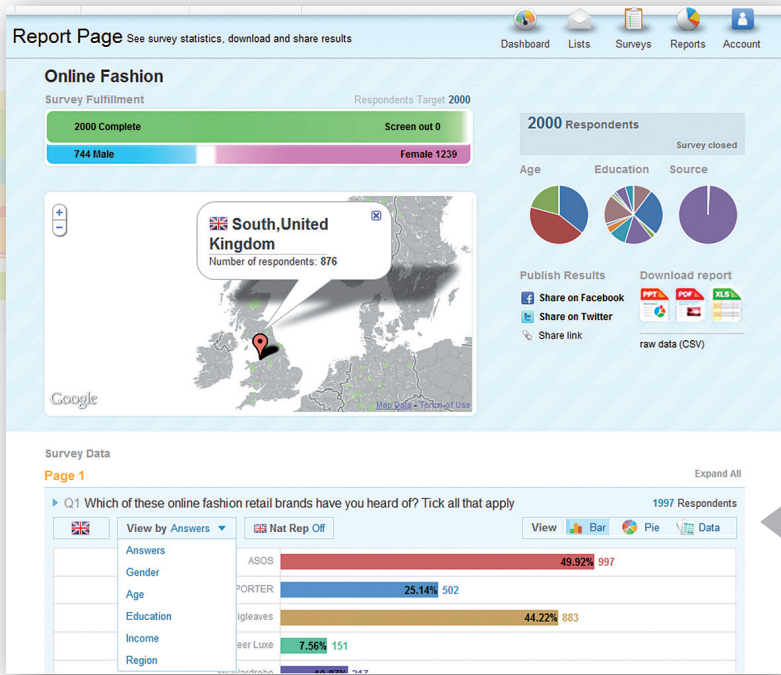 Report Page See survey statistics, download and share results
Dashboard Lists Surveys Reports Account
Online Fashion
Survey Fulfillment Respondents Target 2000
2000 Complete Screen out 0
744 Male Female 1239
2000 Respondents
Survey closed
Age Education Source
+
−
South,United
Kingdom
Number of respondents: 876
Google
Map Data - Terms of Use
Publish Results
Share on Facebook
Share on Twitter
Share link
Download report
PPT PDF XLS
raw data (CSV)
Survey Data
Page 1 Expand All
Q1 Which of these online fashion retail brands have you heard of? Tick all that apply 1997 Respondents
View by Answers Nat Rep Off View Bar Pie Data
Answers
Gender
Age
Education
Income
Region
ASOS 49.92% 997
PORTER 25.14% 502
igleaves 44.22% 883
eer Luxe 7.56% 151